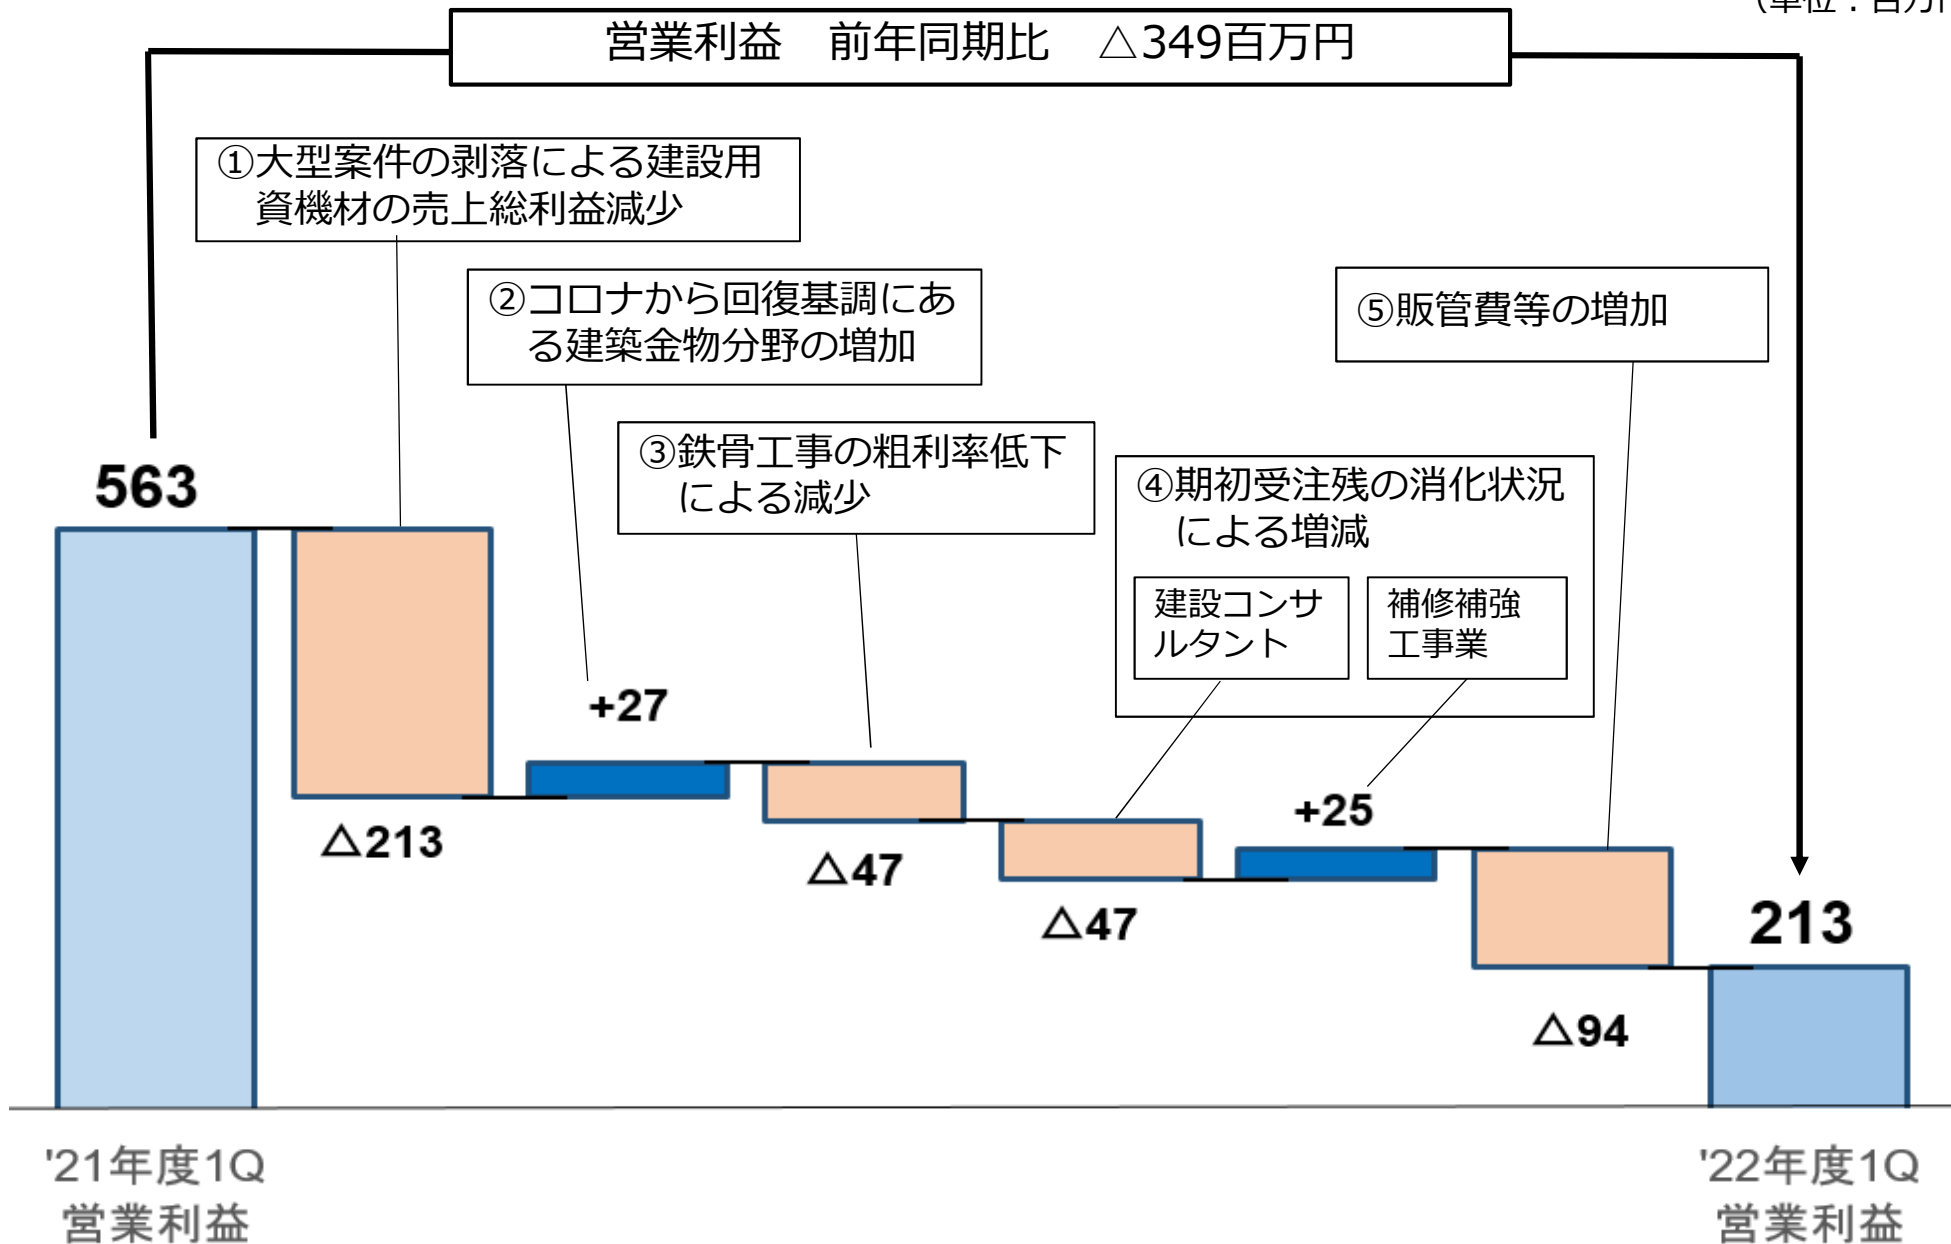 (単位：百万円
営業利益　前年同期比　△349百万円
①大型案件の剥落による建設用
資機材の売上総利益減少
②コロナから回復基調にあ
る建築金物分野の増加
⑤販管費等の増加
③鉄骨工事の粗利率低下
による減少
④期初受注残の消化状況
による増減
建設コンサ
ルタント
補修補強
工事業
563
+27
+25
△213
△47
△47
213
△94
'21年度1Q
営業利益
'22年度1Q
営業利益